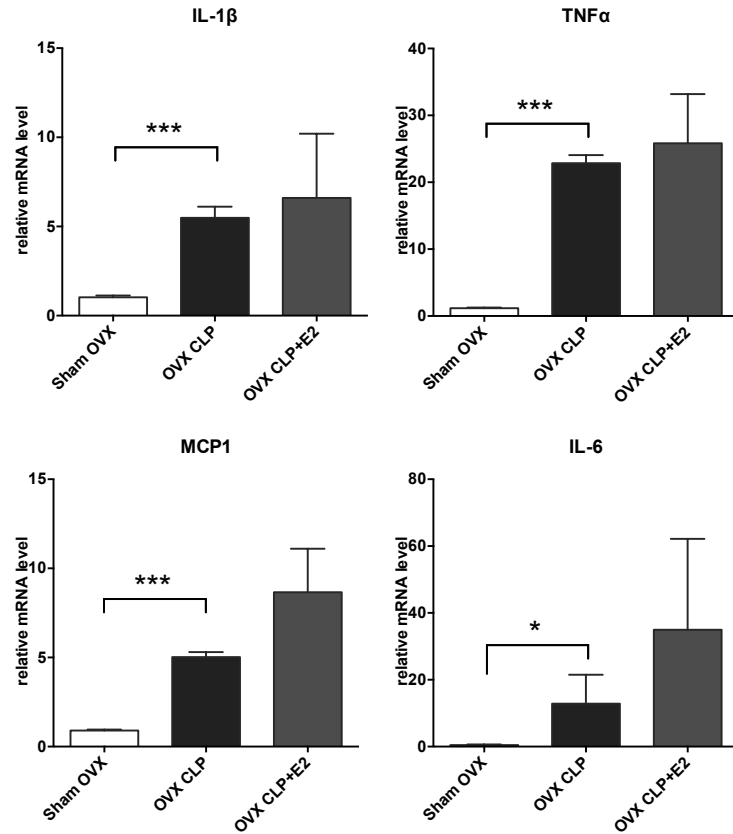 IL-1β
relative mRNA level
15
10
5
0
***
Sham OVX
OVX CLP
OVX CLP+E2
TNFα
relative mRNA level
40
30
20
10
0
***
Sham OVX
OVX CLP
OVX CLP+E2
MCP1
relative mRNA level
15
10
5
0
***
Sham OVX
OVX CLP
OVX CLP+E2
IL-6
relative mRNA level
80
60
40
20
0
*
Sham OVX
OVX CLP
OVX CLP+E2